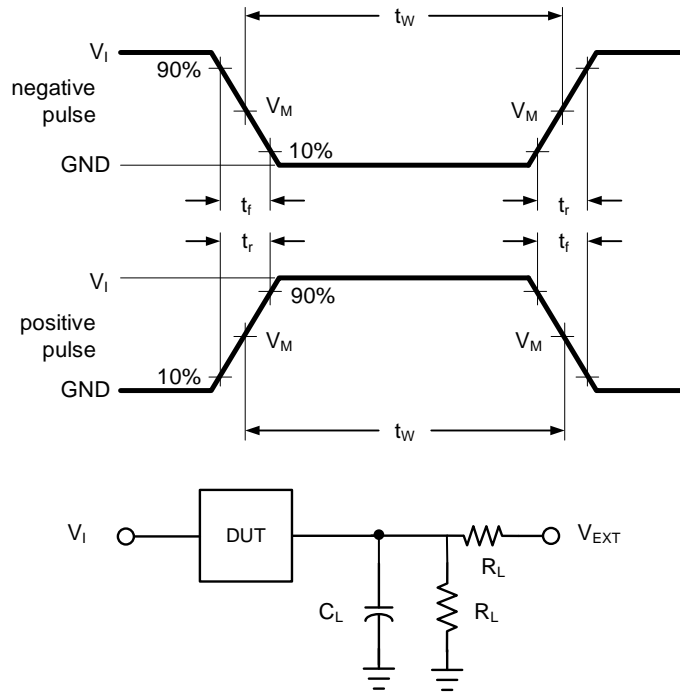 tW
VI
90%
negative
pulse
VM
VM
10%
GND
tf
tr
tr
tf
VI
90%
positive
pulse
VM
VM
10%
GND
tW
VI
DUT
VEXT
RL
CL
RL